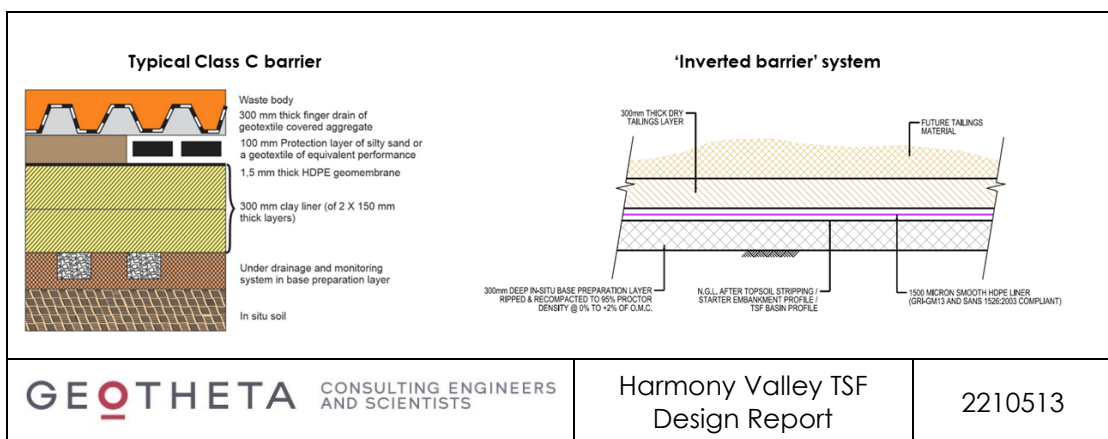 Typical Class C barrier
Waste body
300 mm thick finger drain of
geotextile covered aggregate
100 mm Protection layer of silty sand or
a geotextile of equivalent performance
1,5 mm thick HDPE geomembrane
300 mm clay liner (of 2 X 150 mm
thick layers)
Under drainage and monitoring
system in base preparation layer
In situ soil
'Inverted barrier' system
300mm THICK DRY
TAILINGS LAYER
FUTURE TAILINGS
MATERIAL
300mm DEEP IN-SITU BASE PREPARATION LAYER
RIPPED & RECOMPACTED TO 95% PROCTOR
DENSITY @ 0% TO +2% OF O.M.C.
N.G.L. AFTER TOPSOIL STRIPPING /
STARTER EMBANKMENT PROFILE /
TSF BASIN PROFILE
1500 MICRON SMOOTH HDPE LINER
(GRI-GM13 AND SANS 1526:2003 COMPLIANT)
GEOTHETA
CONSULTING ENGINEERS
AND SCIENTISTS
Harmony Valley TSF
Design Report
2210513